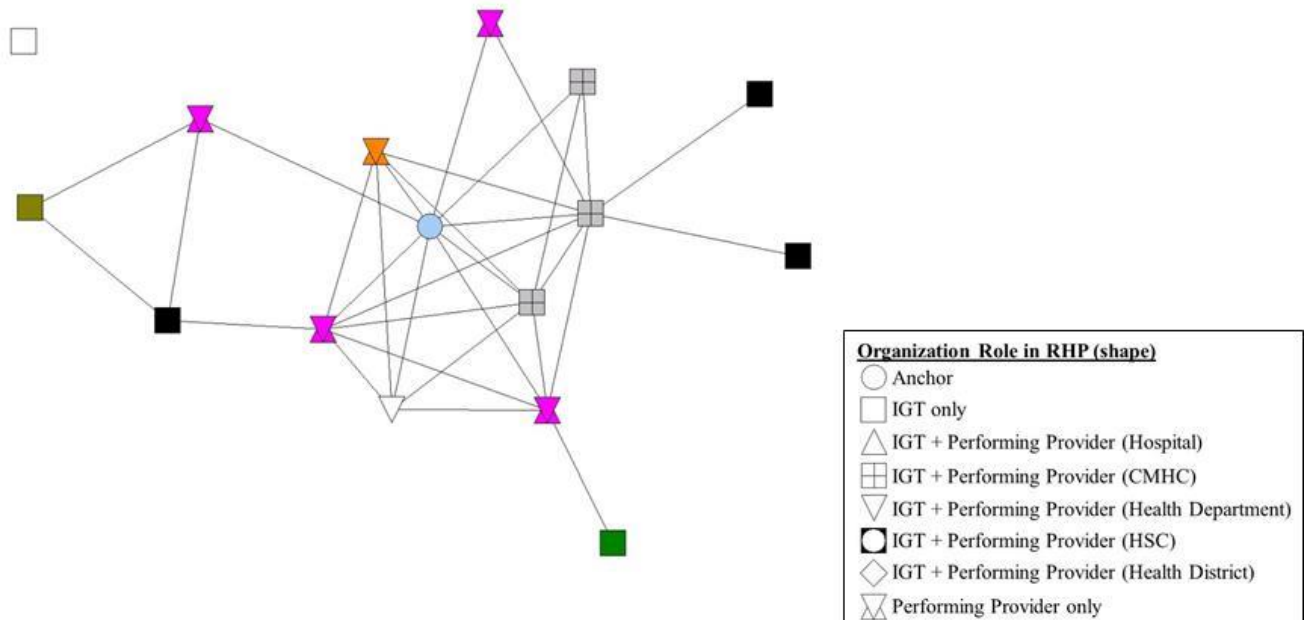 Organization Role in RHP (shape)
Anchor
IGT only
IGT + Performing Provider (Hospital)
IGT + Performing Provider (CMHC)
IGT + Performing Provider (Health Department)
IGT + Performing Provider (HSC)
IGT + Performing Provider (Health District)
Performing Provider only